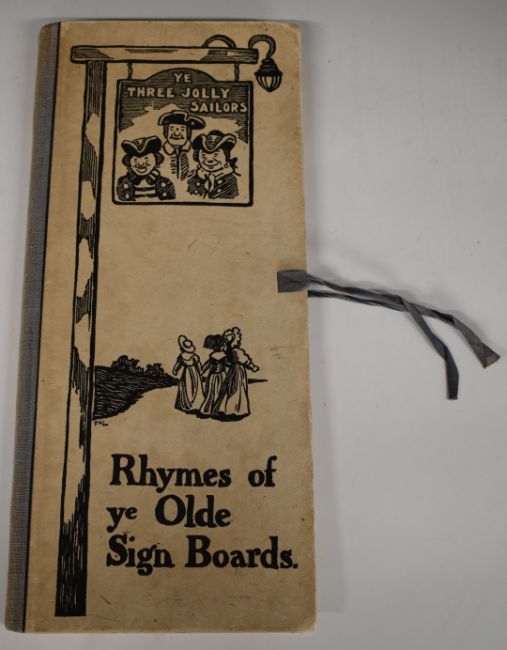 YE
THREE JOLLY
SAILORS
Rhymes of
ye Olde
Sign Boards.